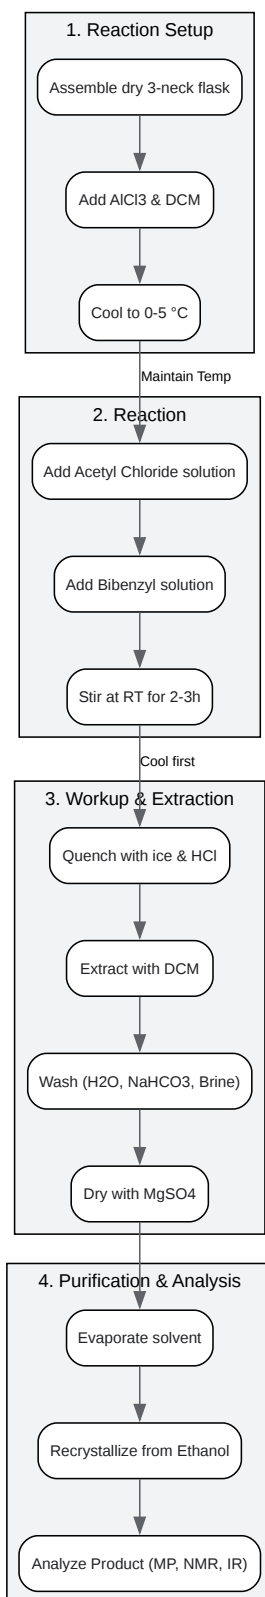 1. Reaction Setup
Assemble dry 3-neck flask
Add AlCl3 & DCM
Cool to 0-5 °C
Maintain Temp
2. Reaction
Add Acetyl Chloride solution
Add Bibenzyl solution
Stir at RT for 2-3h
Cool first
3. Workup & Extraction
Quench with ice & HCl
Extract with DCM
Wash (H2O, NaHCO3, Brine)
Dry with MgSO4
4. Purification & Analysis
Evaporate solvent
Recrystallize from Ethanol
Analyze Product (MP, NMR, IR)